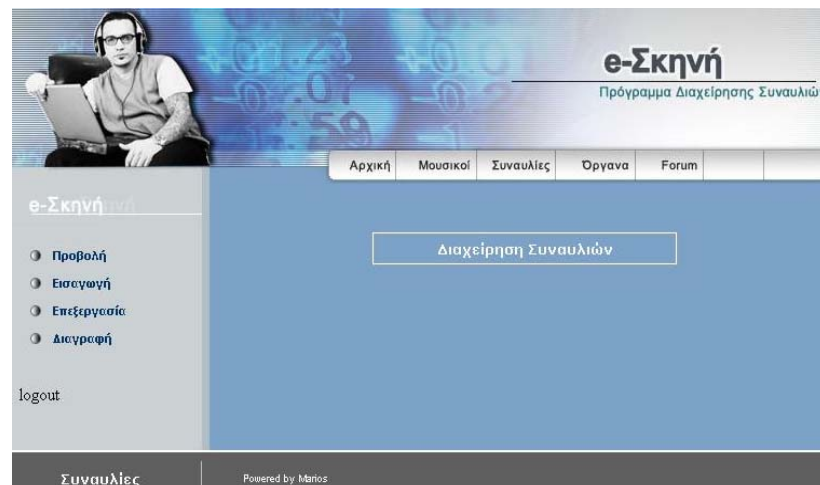 e-Σκηνή
Πρόγραμμα Διαχείρησης Συναυλιώ
Αρχική Μουσικοί Συναυλίες Όργανα Forum
e-Σκηνή
Διαχείρηση Συναυλιών
Προβολή
Εισαγωγή
Επεξεργασία
Διαγραφή
logout
Συναυλίες Powered by Marios